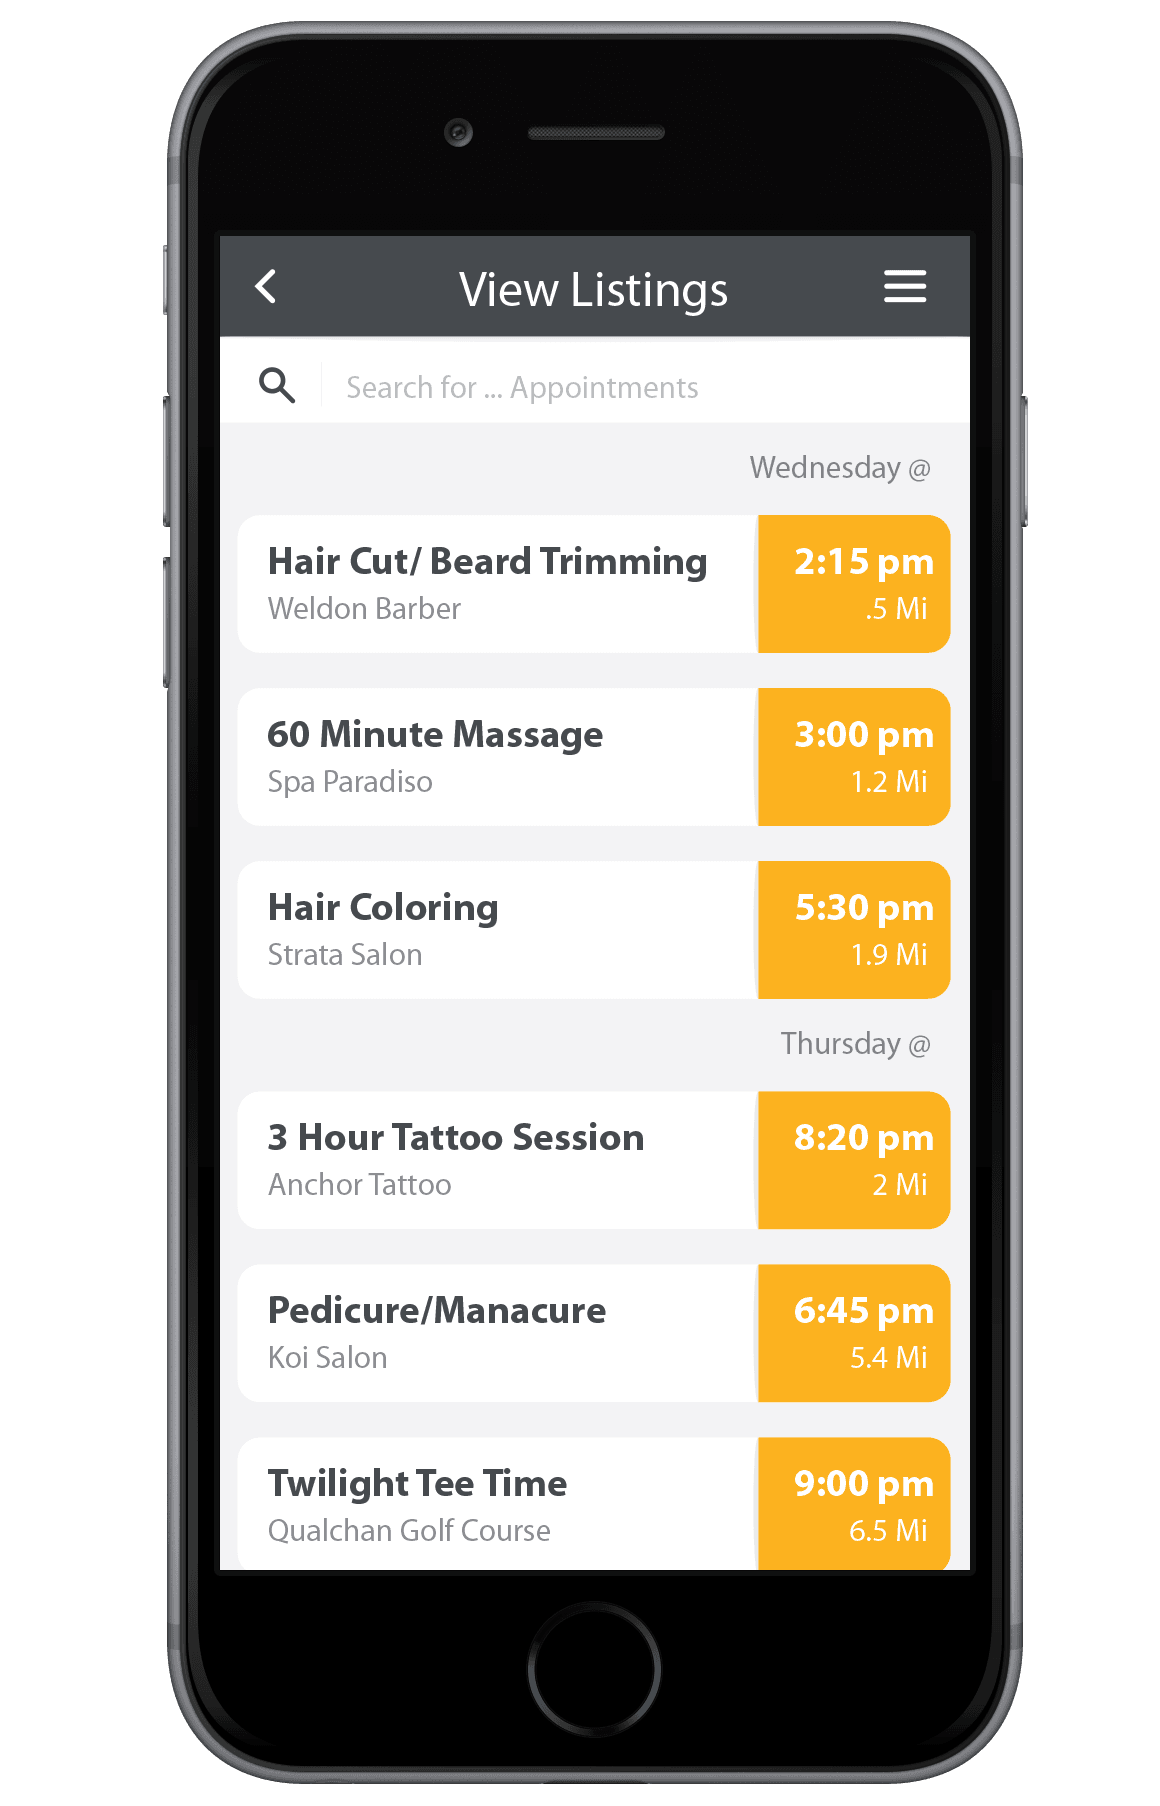 View Listings
Search for ... Appointments
Wednesday @
Hair Cut/ Beard Trimming 2:15 pm
Weldon Barber .5 Mi
60 Minute Massage 3:00 pm
Spa Paradiso 1.2 Mi
Hair Coloring 5:30 pm
Strata Salon 1.9 Mi
Thursday @
3 Hour Tattoo Session 8:20 pm
Anchor Tattoo 2 Mi
Pedicure/Manacure 6:45 pm
Koi Salon 5.4 Mi
Twilight Tee Time 9:00 pm
Qualchan Golf Course 6.5 Mi